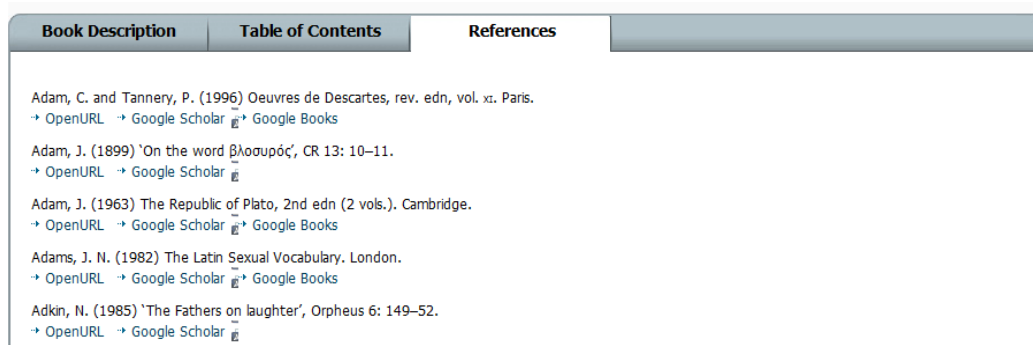 Book Description Table of Contents References
Adam, C. and Tannery, P. (1996) Oeuvres de Descartes, rev. edn, vol. XI. Paris.
OpenURL Google Scholar Google Books
Adam, J. (1899) ‘On the word βλοσυρός’, CR 13: 10–11.
OpenURL Google Scholar
Adam, J. (1963) The Republic of Plato, 2nd edn (2 vols.). Cambridge.
OpenURL Google Scholar Google Books
Adams, J. N. (1982) The Latin Sexual Vocabulary. London.
OpenURL Google Scholar Google Books
Adkin, N. (1985) ‘The Fathers on laughter’, Orpheus 6: 149–52.
OpenURL Google Scholar